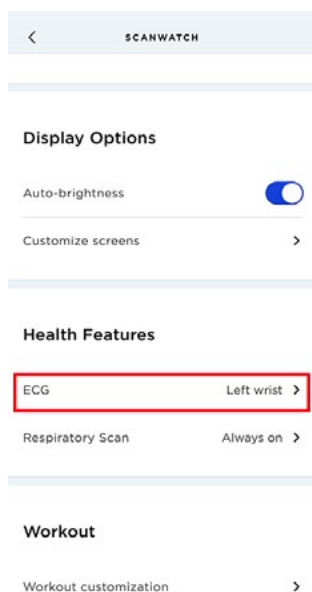 SCANWATCH
Display Options
Auto-brightness
Customize screens
Health Features
ECG Left wrist
Respiratory Scan Always on
Workout
Workout customization